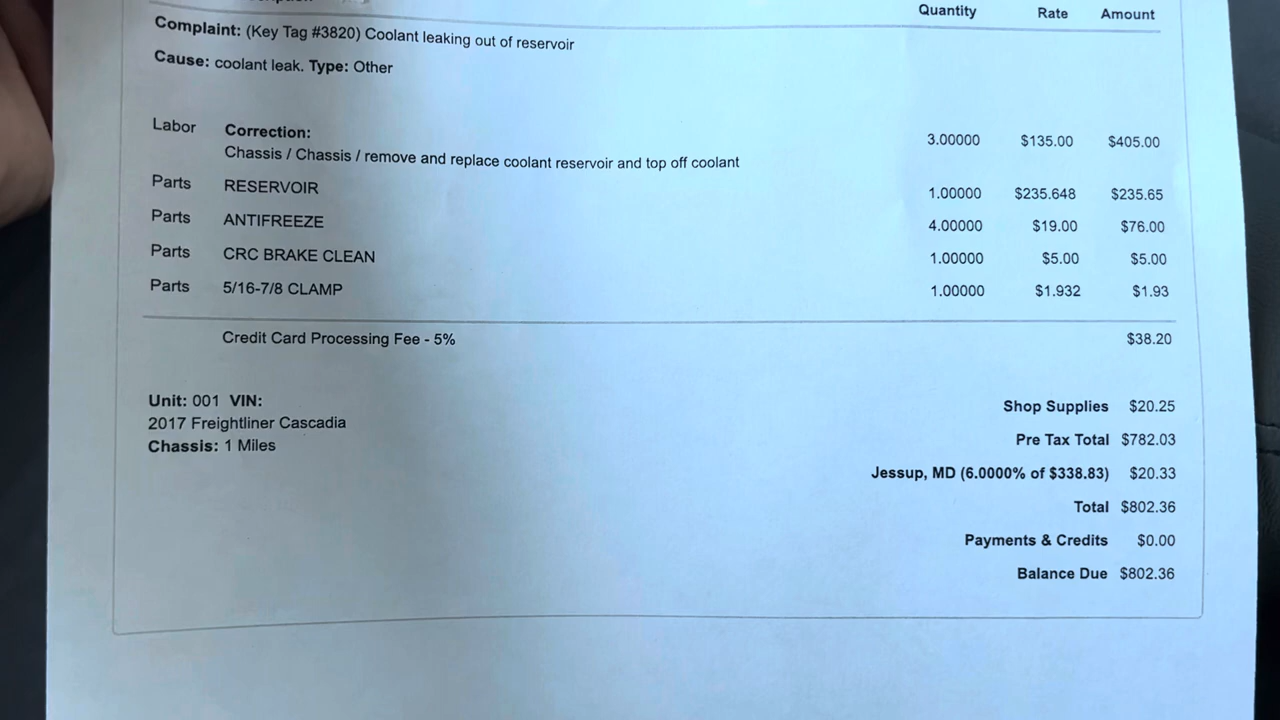 Quantity Rate Amount
Complaint: (Key Tag #3820) Coolant leaking out of reservoir
Cause: coolant leak. Type: Other
Labor Correction:
Chassis / Chassis / remove and replace coolant reservoir and top off coolant 3.00000 $135.00 $405.00
Parts RESERVOIR 1.00000 $235.648 $235.65
Parts ANTIFREEZE 4.00000 $19.00 $76.00
Parts CRC BRAKE CLEAN 1.00000 $5.00 $5.00
Parts 5/16-7/8 CLAMP 1.00000 $1.932 $1.93
Credit Card Processing Fee - 5% $38.20
Unit: 001 VIN:
2017 Freightliner Cascadia
Chassis: 1 Miles
Shop Supplies $20.25
Pre Tax Total $782.03
Jessup, MD (6.0000% of $338.83) $20.33
Total $802.36
Payments & Credits $0.00
Balance Due $802.36